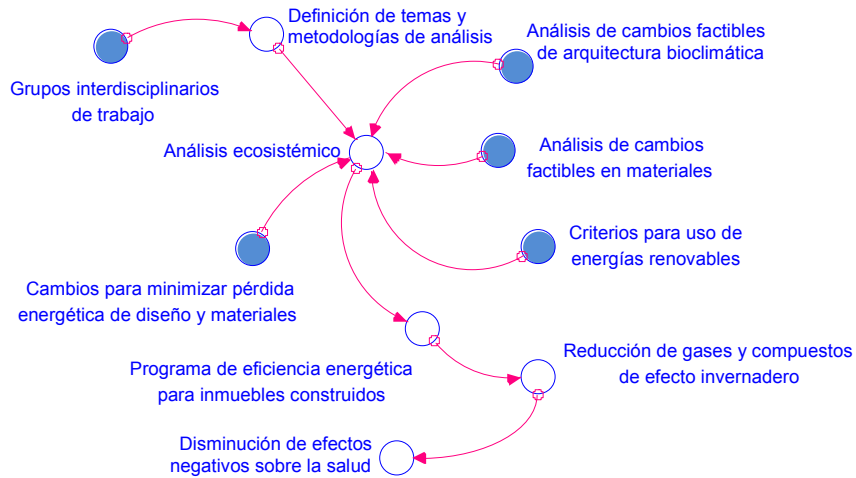 Definición de temas y
metodologías de análisis
Análisis de cambios factibles
de arquitectura bioclimática
Grupos interdisciplinarios
de trabajo
Análisis ecosistémico
Análisis de cambios
factibles en materiales
Criterios para uso de
energías renovables
Cambios para minimizar pérdida
energética de diseño y materiales
Programa de eficiencia energética
para inmuebles construidos
Reducción de gases y compuestos
de efecto invernadero
Disminución de efectos
negativos sobre la salud